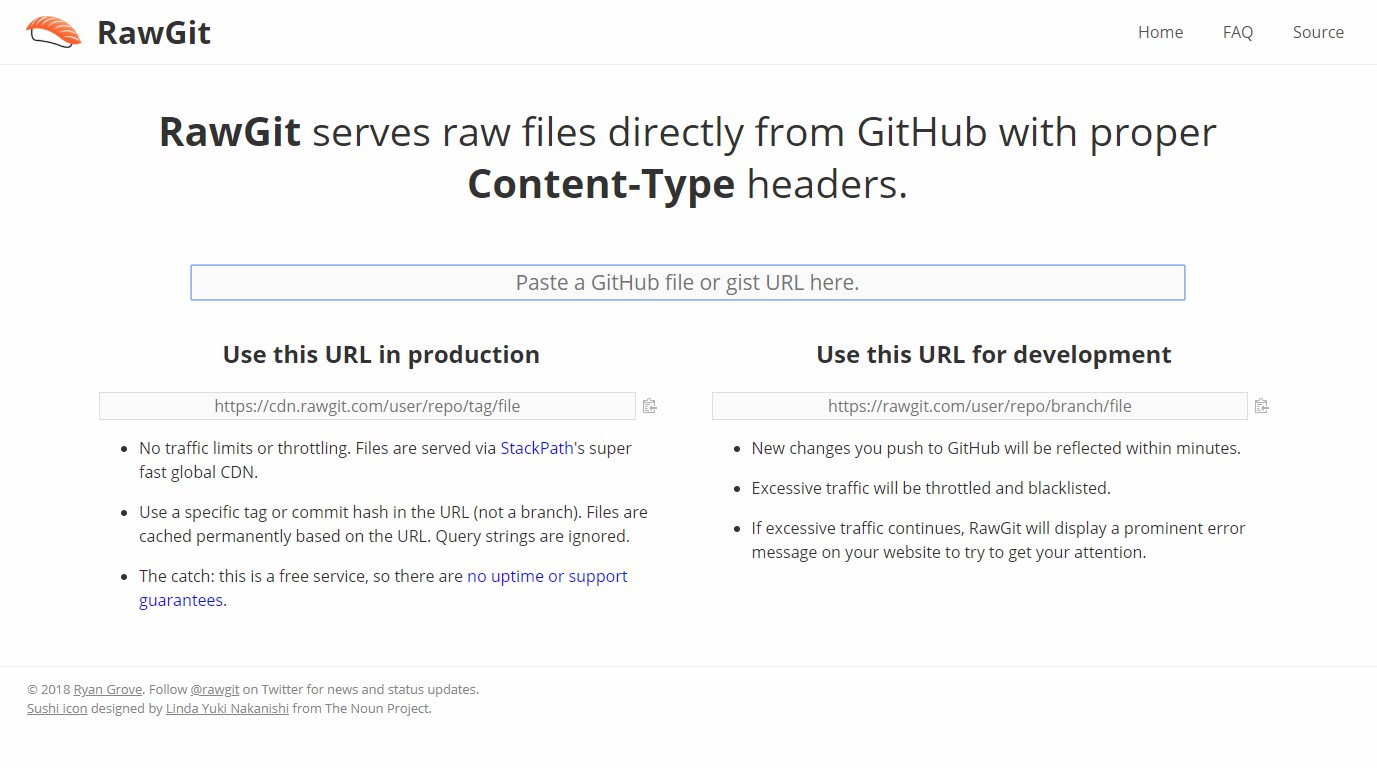 RawGit
Home FAQ Source
RawGit serves raw files directly from GitHub with proper
Content-Type headers.
Paste a GitHub file or gist URL here.
Use this URL in production
https://cdn.rawgit.com/user/repo/tag/file
No traffic limits or throttling. Files are served via StackPath's super
fast global CDN.
Use a specific tag or commit hash in the URL (not a branch). Files are
cached permanently based on the URL. Query strings are ignored.
The catch: this is a free service, so there are no uptime or support
guarantees.
Use this URL for development
https://rawgit.com/user/repo/branch/file
New changes you push to GitHub will be reflected within minutes.
Excessive traffic will be throttled and blacklisted.
If excessive traffic continues, RawGit will display a prominent error
message on your website to try to get your attention.
© 2018 Ryan Grove. Follow @rawgit on Twitter for news and status updates.
Sushi icon designed by Linda Yuki Nakanishi from The Noun Project.